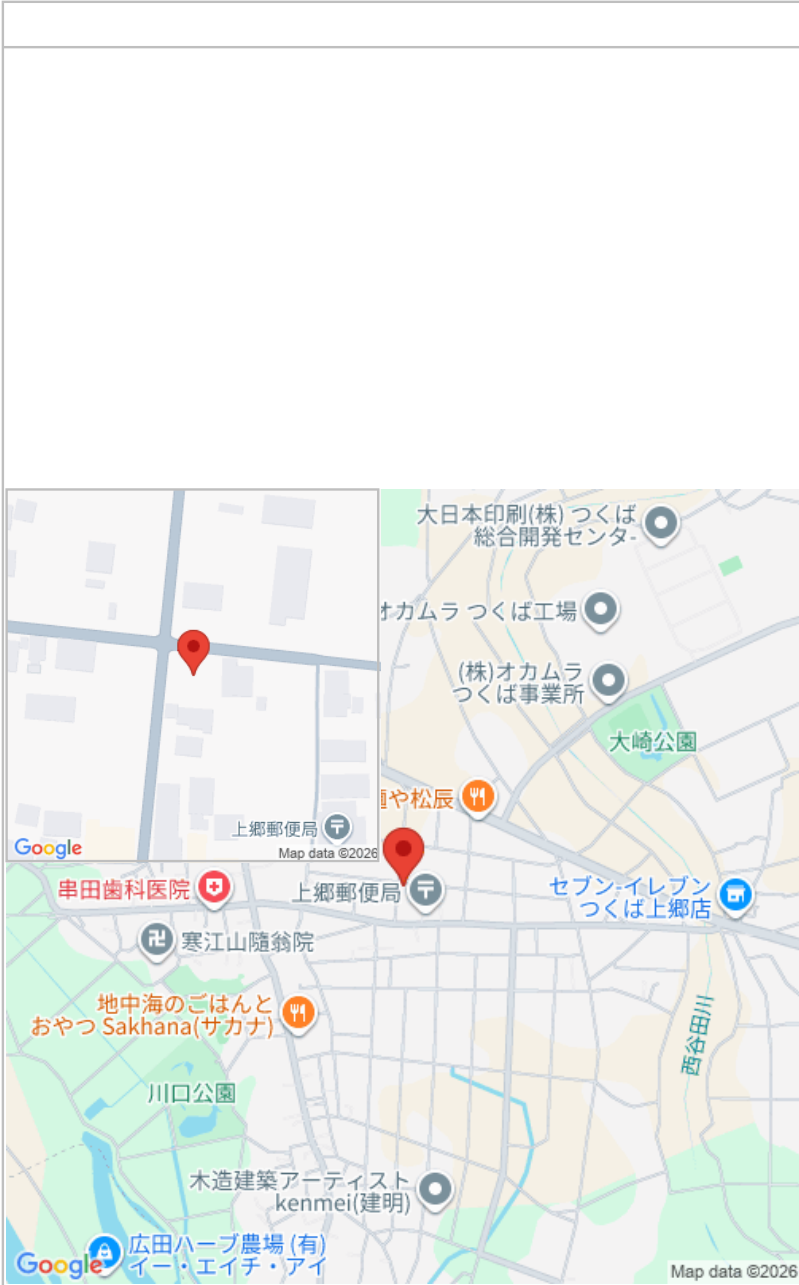 大日本印刷(株) つくば
総合開発センタ-
オカムラ つくば工場
(株)オカムラ
つくば事業所
大崎公園
や松辰
上郷郵便局
Google
Map data ©2026
串田歯科医院
上郷郵便局
セブン-イレブン
つくば上郷店
寒江山隨翁院
地中海のごはんと
おやつ Sakhana(サカナ)
西谷田川
川口公園
木造建築アーティスト
kenmei(建明)
広田ハーブ農場 (有)
イー・エイチ・アイ
Google
Map data ©2026